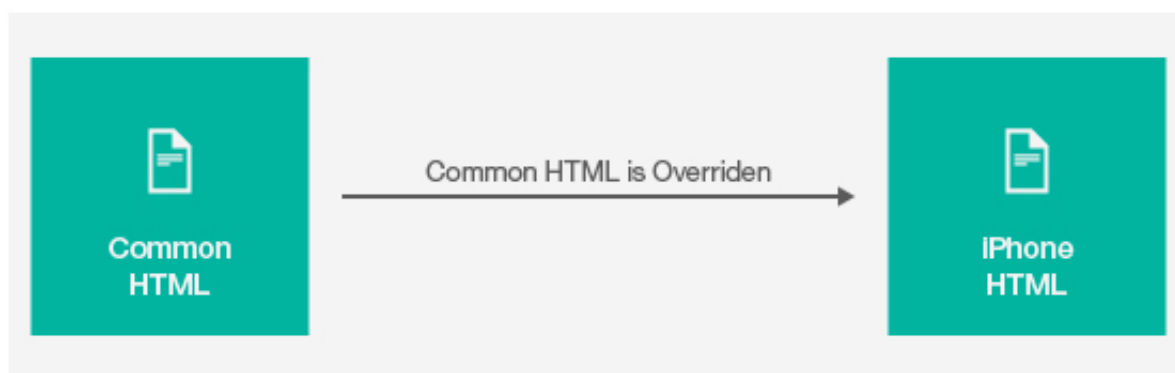 Common HTML is Overriden
Common
HTML
iPhone
HTML